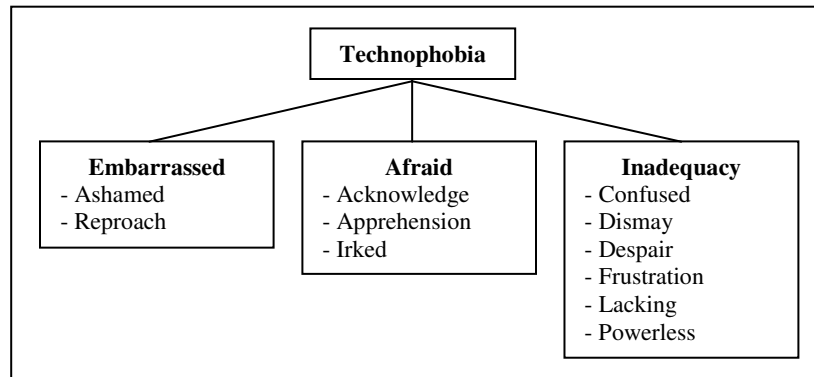 Technophobia
Embarrassed
- Ashamed
- Reproach
Afraid
- Acknowledge
- Apprehension
- Irked
Inadequacy
- Confused
- Dismay
- Despair
- Frustration
- Lacking
- Powerless